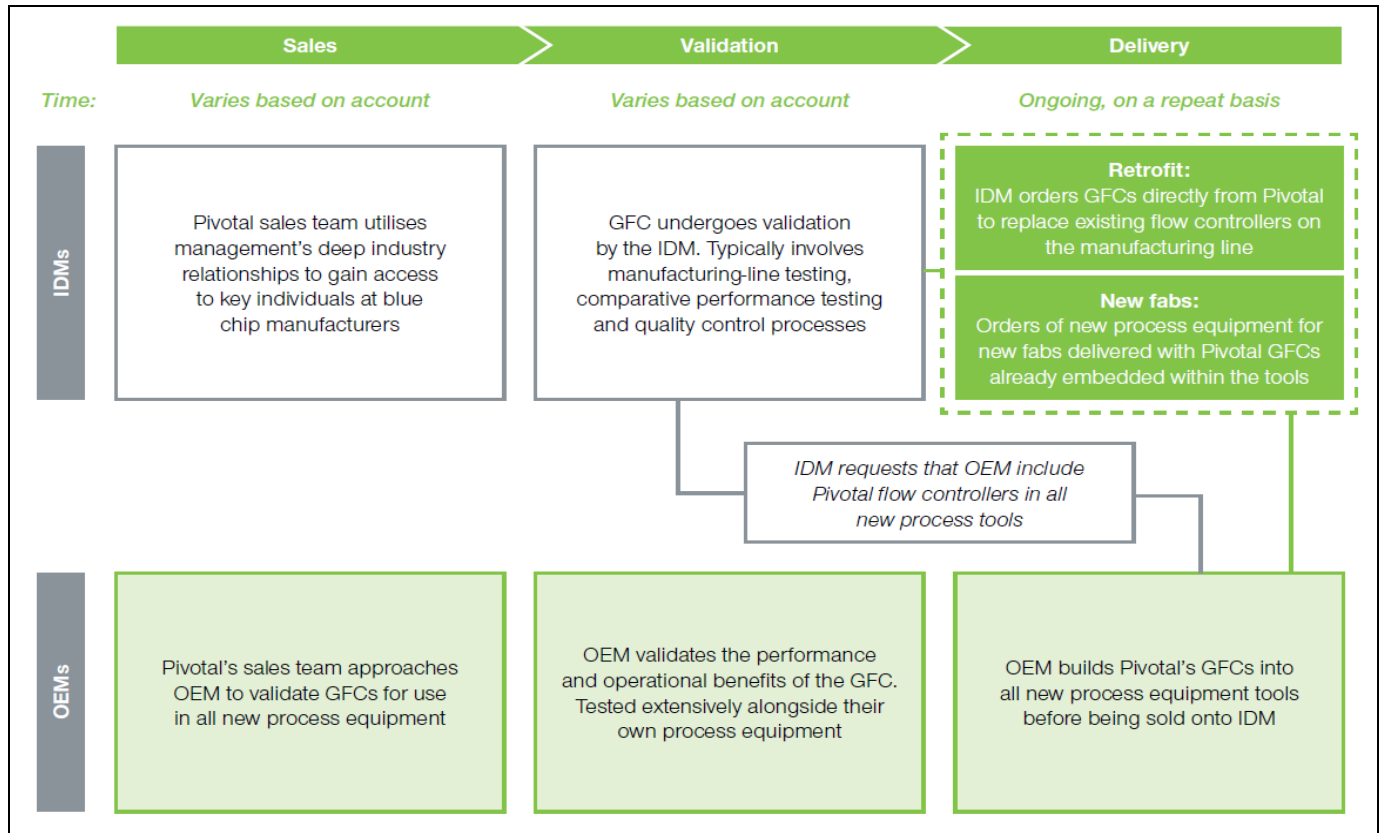 Sales
Validation
Delivery
Time:
Varies based on account
Varies based on account
Ongoing, on a repeat basis
IDMs
Pivotal sales team utilises
management's deep industry
relationships to gain access
to key individuals at blue
chip manufacturers
GFC undergoes validation
by the IDM. Typically involves
manufacturing-line testing,
comparative performance testing
and quality control processes
Retrofit:
IDM orders GFCs directly from Pivotal
to replace existing flow controllers on
the manufacturing line
New fabs:
Orders of new process equipment for
new fabs delivered with Pivotal GFCs
already embedded within the tools
IDM requests that OEM include
Pivotal flow controllers in all
new process tools
OEMs
Pivotal's sales team approaches
OEM to validate GFCs for use
in all new process equipment
OEM validates the performance
and operational benefits of the GFC.
Tested extensively alongside their
own process equipment
OEM builds Pivotal's GFCs into
all new process equipment tools
before being sold onto IDM